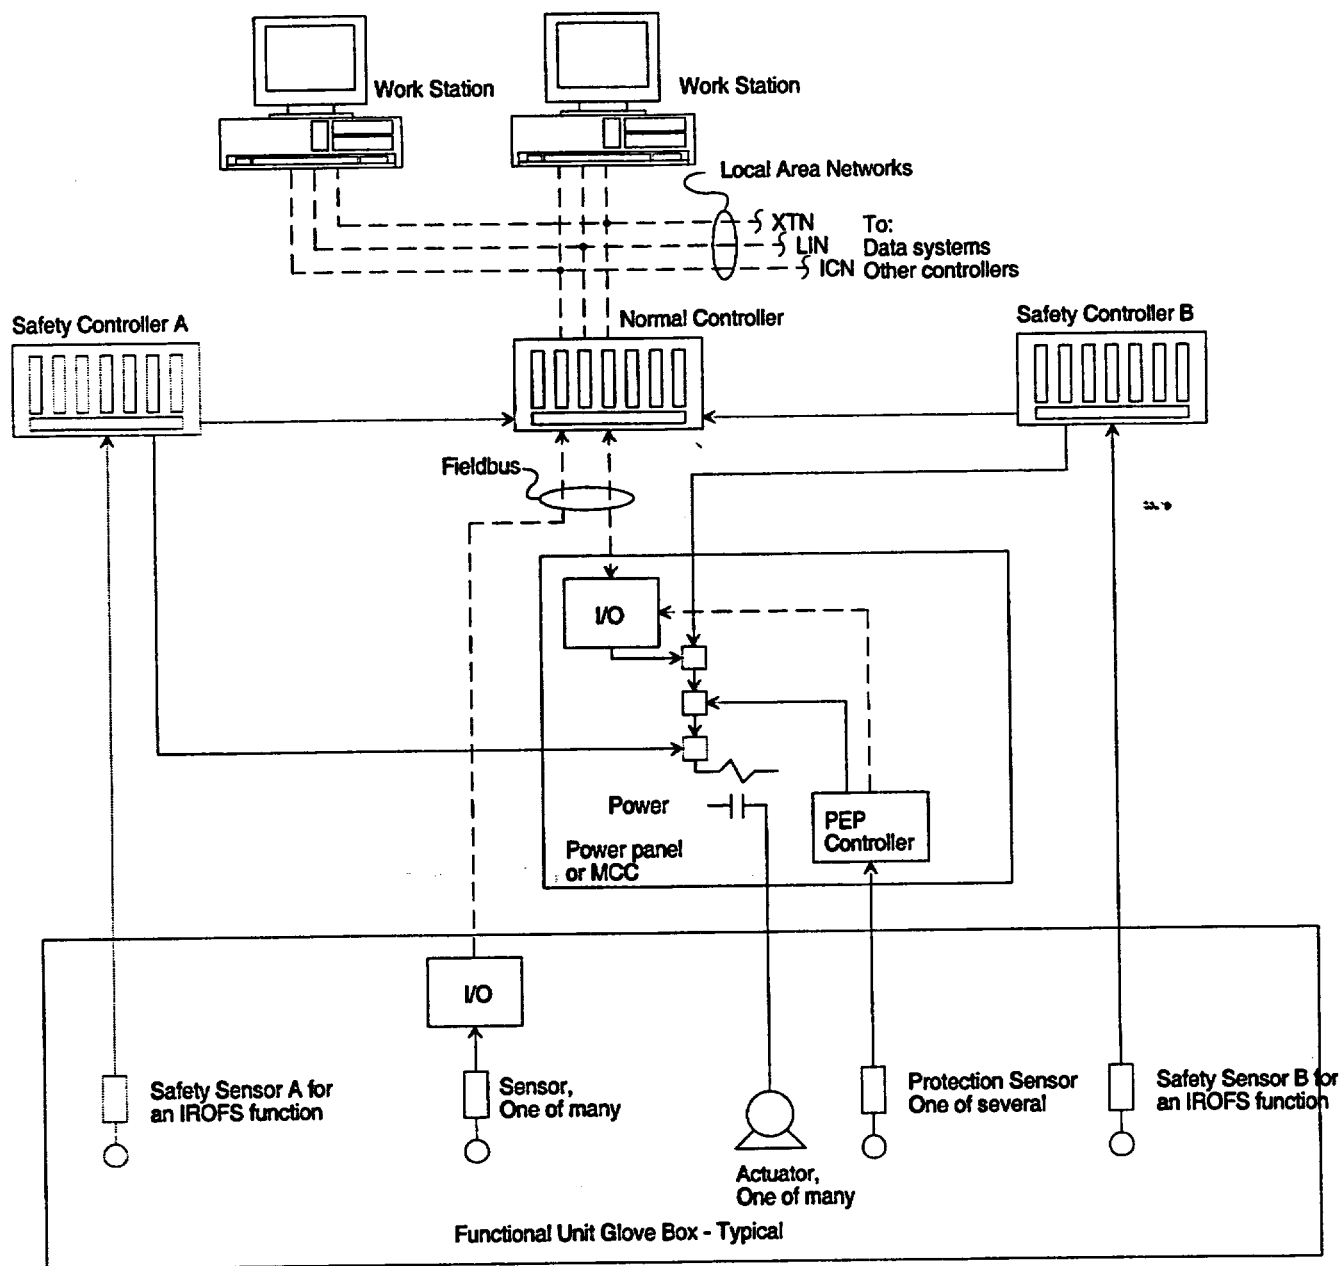 Work Station
Work Station
Local Area Networks
XTN
To:
LIN
Data systems
ICN
Other controllers
Safety Controller A
Normal Controller
Safety Controller B
Fieldbus
I/O
Power
PEP
Controller
Power panel
or MCC
I/O
Safety Sensor A for
an IROFS function
Sensor,
One of many
Protection Sensor
One of several
Safety Sensor B for
an IROFS function
Actuator,
One of many
Functional Unit Glove Box - Typical